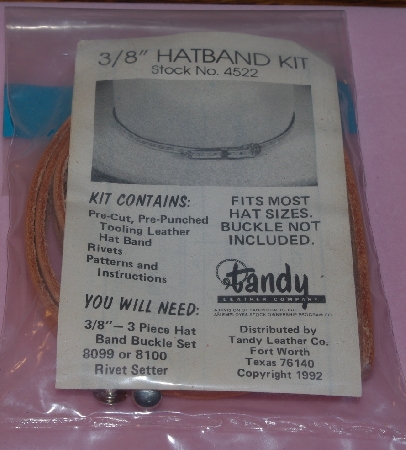 3/8" HATBAND KIT
Stock No. 4522
KIT CONTAINS:
Pre-Cut, Pre-Punched
Tooling Leather
Hat Band
Rivets
Patterns and
Instructions
FITS MOST
HAT SIZES.
BUCKLE NOT
INCLUDED.
tandy
LEATHER COMPANY
YOU WILL NEED:
3/8" — 3 Piece Hat
Band Buckle Set
8099 or 8100
Rivet Setter
Distributed by
Tandy Leather Co.
Fort Worth
Texas 76140
Copyright 1992